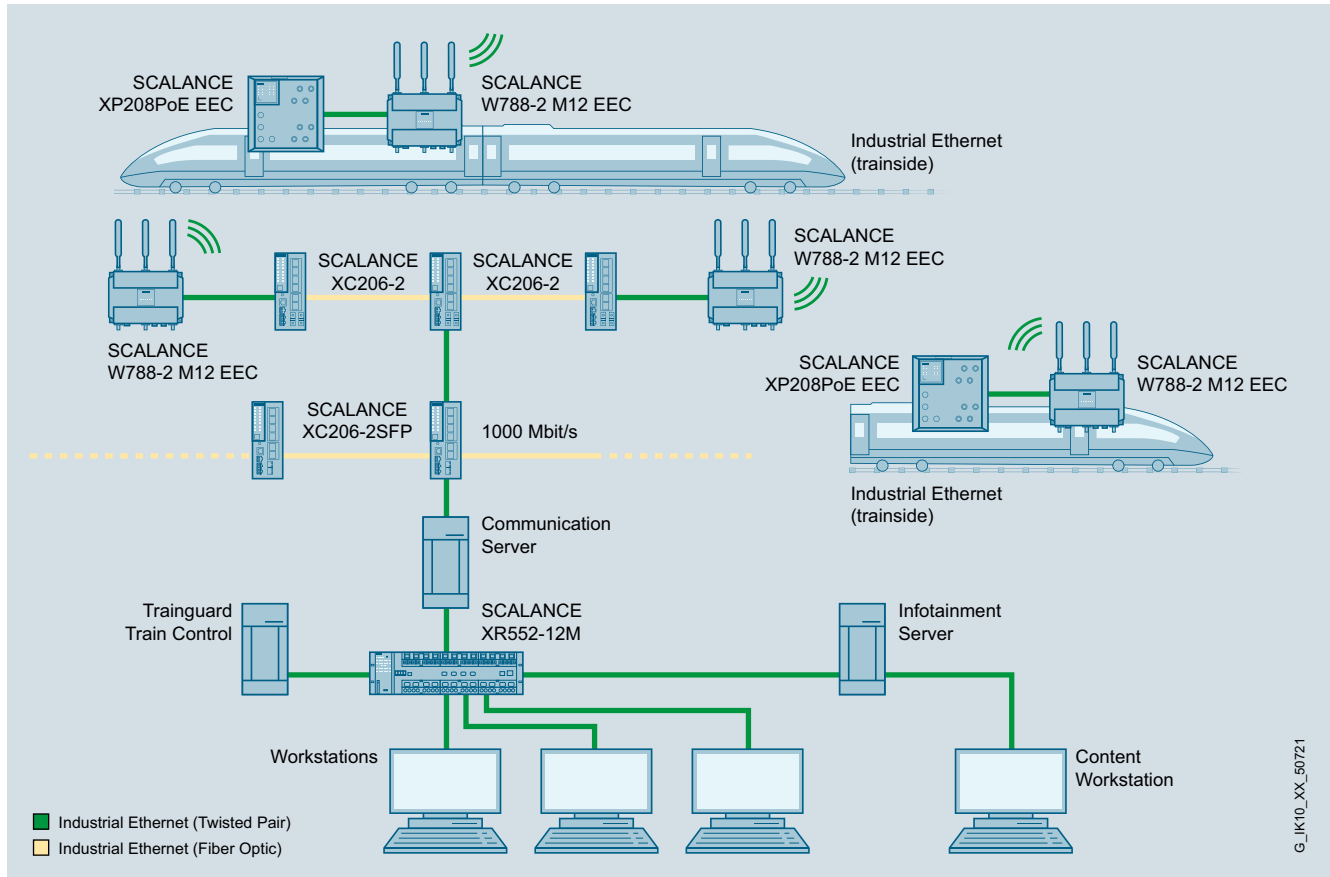 SCALANCE
XP208PoE EEC
SCALANCE
W788-2 M12 EEC
Industrial Ethernet
(trainside)
SCALANCE
XC206-2
SCALANCE
XC206-2
SCALANCE
W788-2 M12 EEC
SCALANCE
W788-2 M12 EEC
SCALANCE
XP208PoE EEC
SCALANCE
W788-2 M12 EEC
SCALANCE
XC206-2SFP
1000 Mbit/s
Industrial Ethernet
(trainside)
Communication
Server
Trainguard
Train Control
SCALANCE
XR552-12M
Infotainment
Server
Workstations
Content
Workstation
Industrial Ethernet (Twisted Pair)
Industrial Ethernet (Fiber Optic)
G_IK10_XX_50721